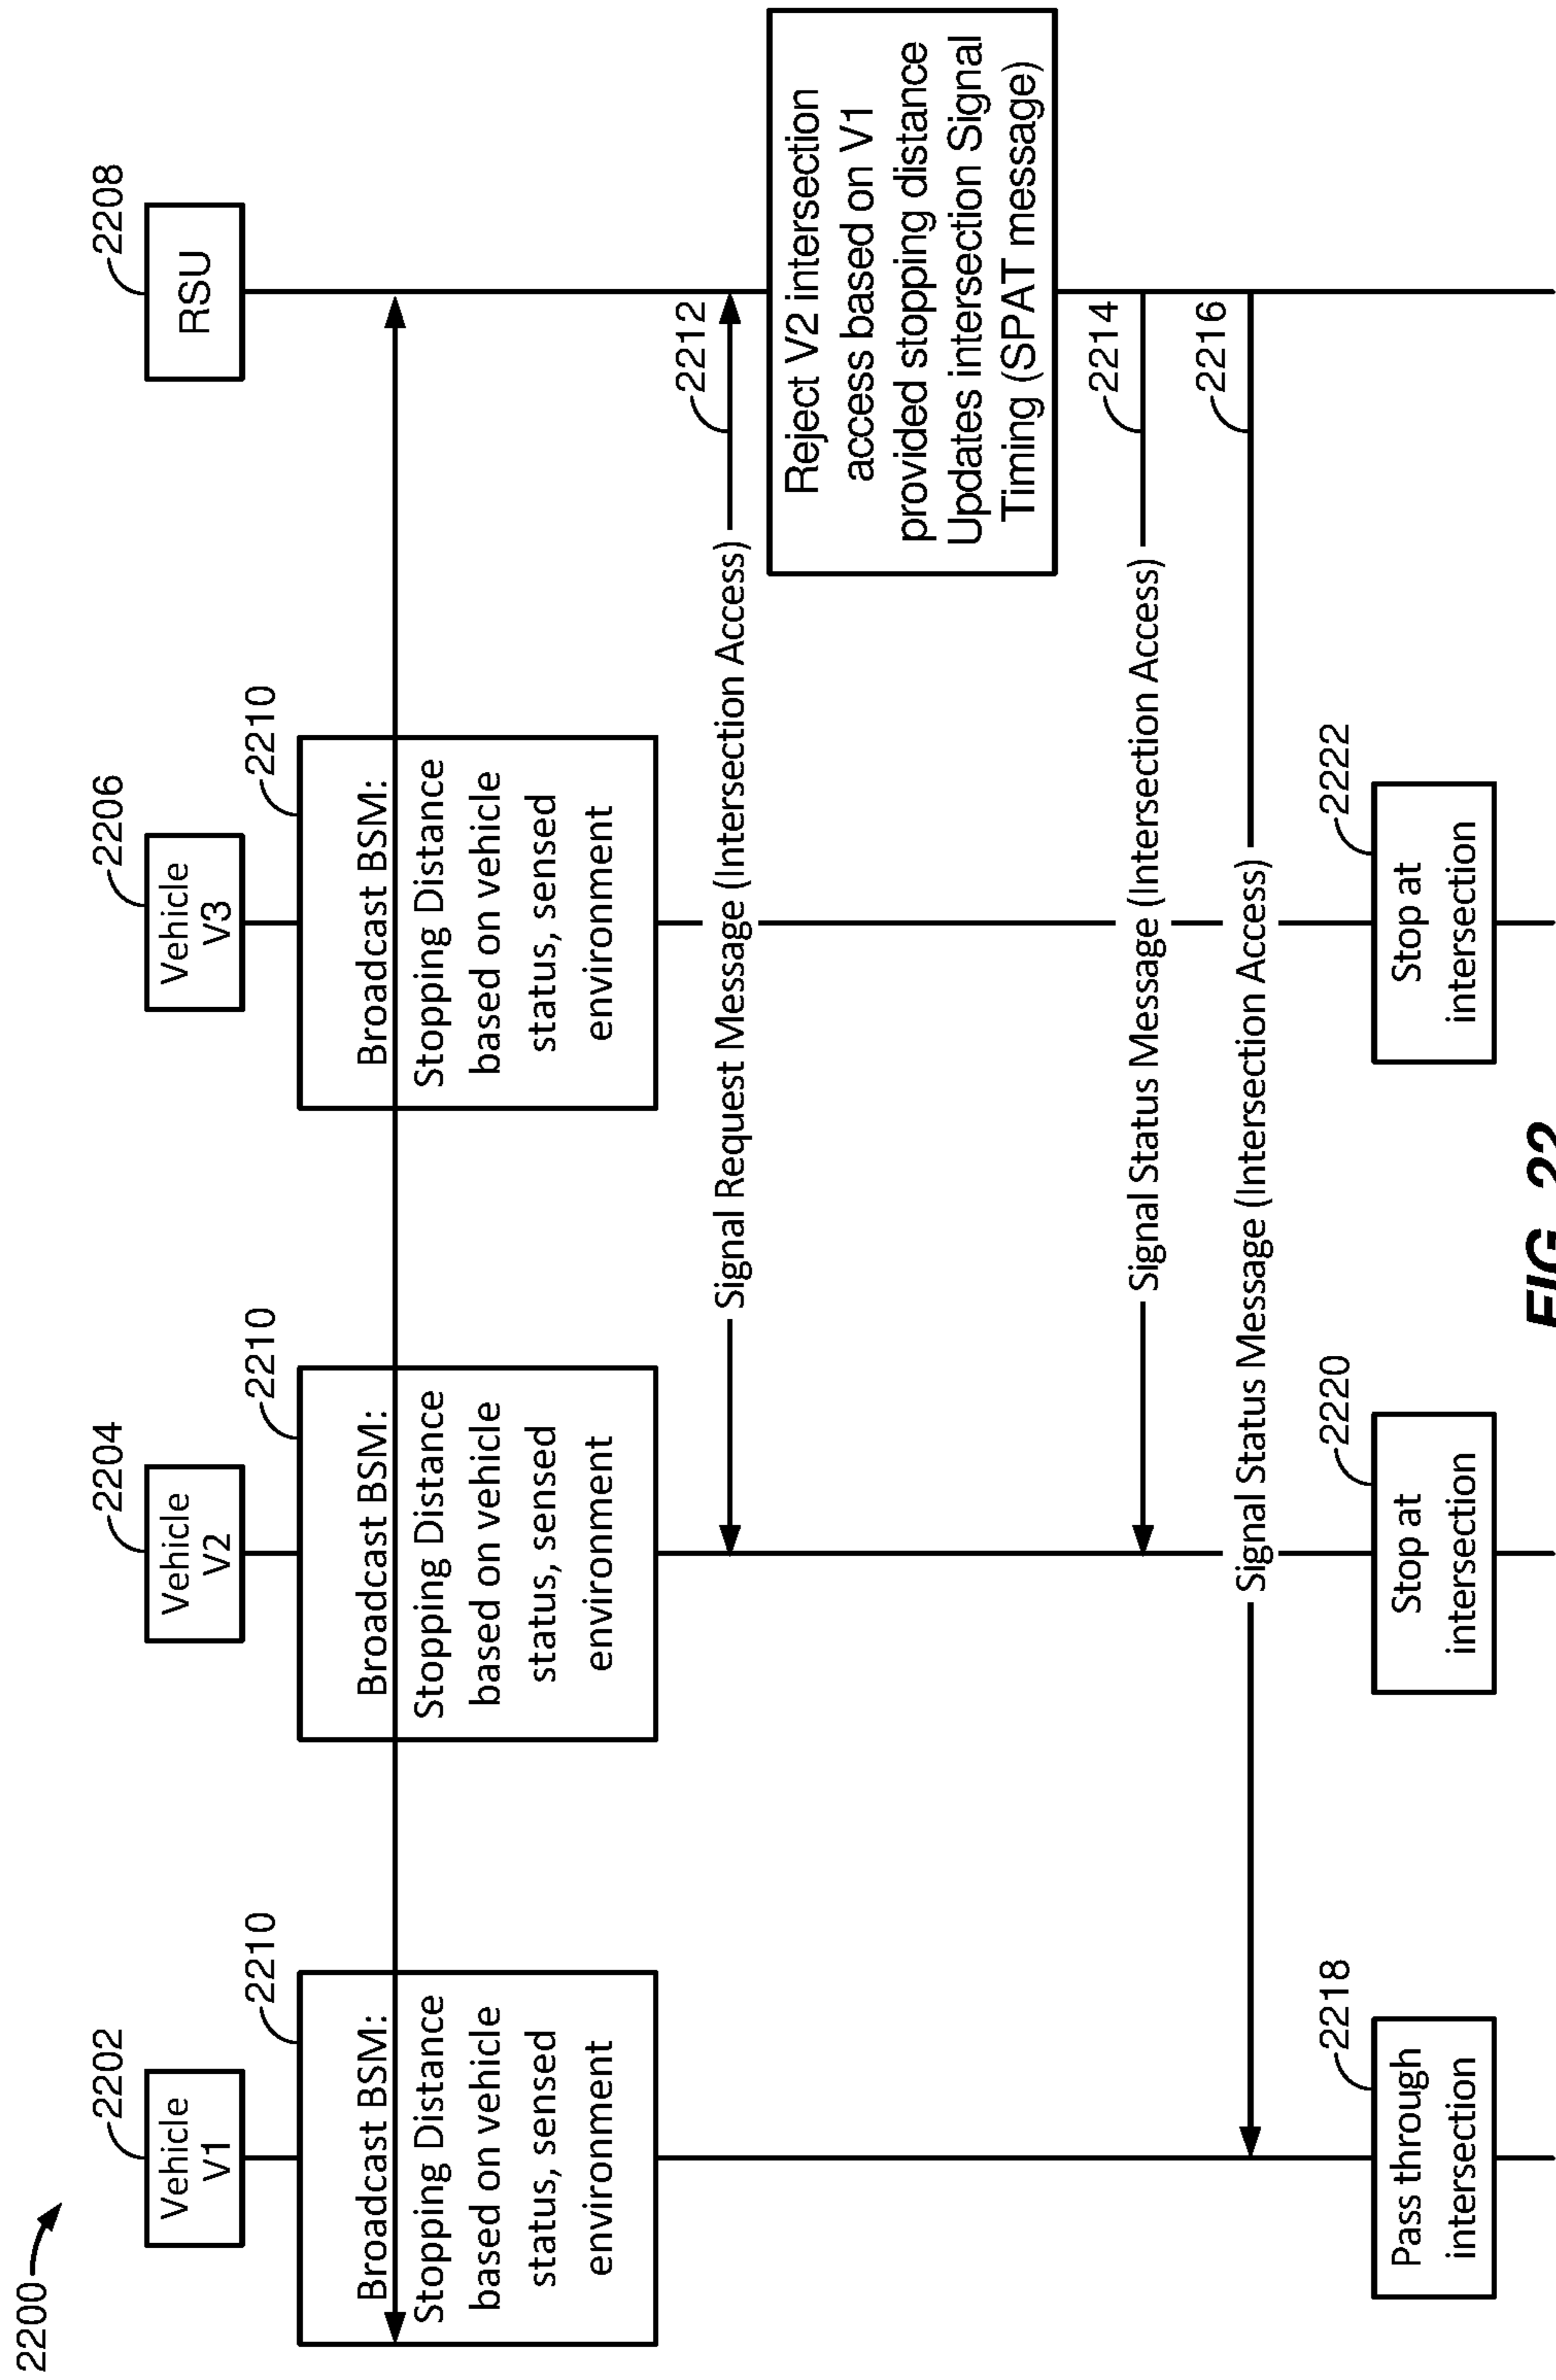 2200
2202
2204
2206
2208
Vehicle
V1
Vehicle
V2
Vehicle
V3
RSU
2210
2210
2210
Broadcast BSM:
Stopping Distance
based on vehicle
status, sensed
environment
Broadcast BSM:
Stopping Distance
based on vehicle
status, sensed
environment
Broadcast BSM:
Stopping Distance
based on vehicle
status, sensed
environment
2212
Signal Request Message (Intersection Access)
Reject V2 intersection
access based on V1
provided stopping distance
Updates intersection Signal
Timing (SPAT message)
2214
Signal Status Message (Intersection Access)
2216
Signal Status Message (Intersection Access)
2218
2220
2222
Pass through
intersection
Stop at
intersection
Stop at
intersection
FIG. 22